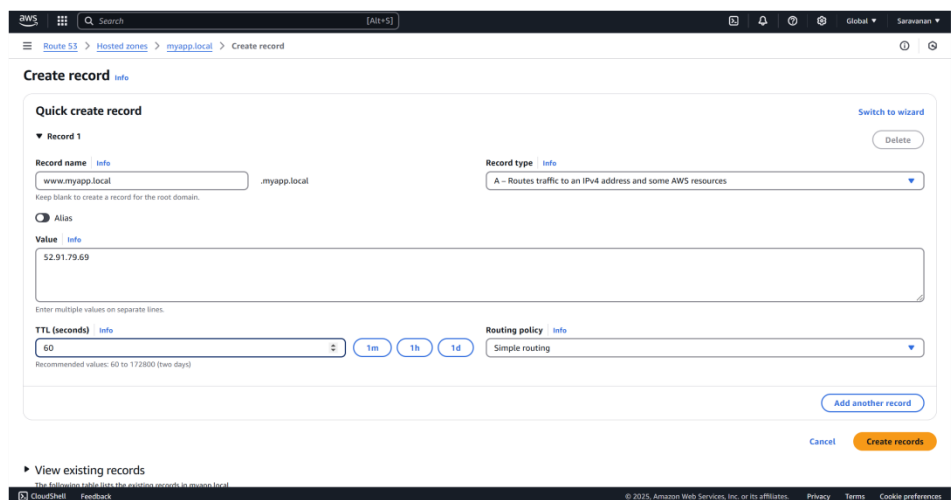 aws Search [Alt+S] Global Saravanan
Route 53 > Hosted zones > myapp.local > Create record
Create record Info
Quick create record Switch to wizard
Record 1 Delete
Record name Info Record type Info
www.myapp.local .myapp.local A – Routes traffic to an IPv4 address and some AWS resources
Keep blank to create a record for the root domain.
Alias
Value Info
52.91.79.69
Enter multiple values on separate lines.
TTL (seconds) Info Routing policy Info
60 1m 1h 1d Simple routing
Recommended values: 60 to 172800 (two days)
Add another record
Cancel Create records
View existing records
The following table lists the existing records in myapp.local
CloudShell Feedback © 2025, Amazon Web Services, Inc. or its affiliates. Privacy Terms Cookie preferences